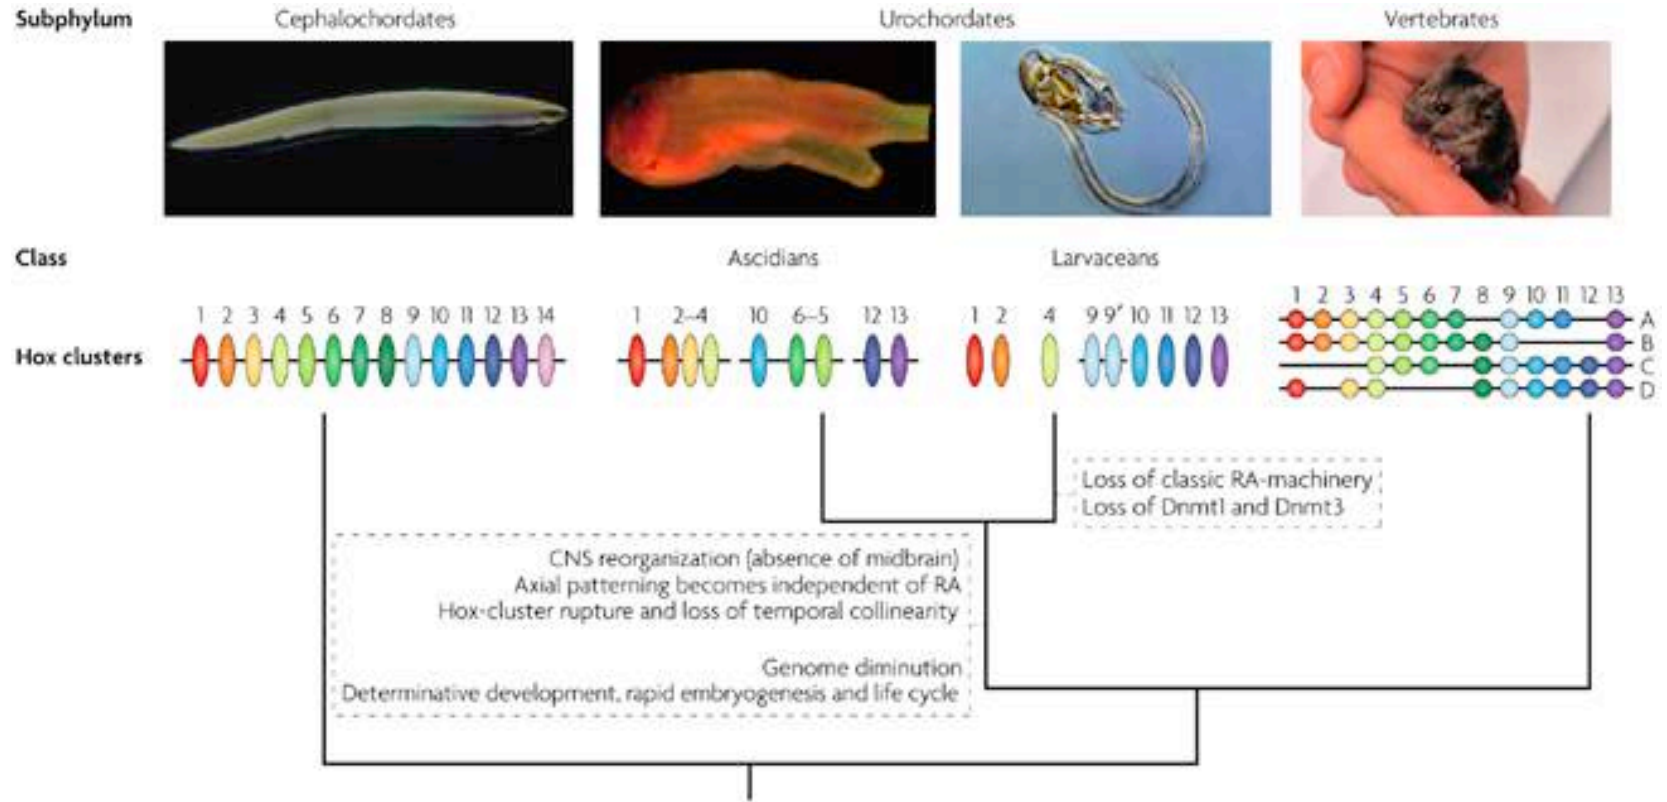 Subphylum Cephalochordates Urochordates Vertebrates
Class Ascidians Larvaceans
1 2 3 4 5 6 7 8 9 10 11 12 13 14
1 2–4 10 6–5 12 13
1 2 4 9 9′ 10 11 12 13
1 2 3 4 5 6 7 8 9 10 11 12 13
Hox clusters
A
B
C
D
Loss of classic RA-machinery
Loss of Dnmt1 and Dnmt3
CNS reorganization (absence of midbrain)
Axial patterning becomes independent of RA
Hox-cluster rupture and loss of temporal collinearity
Genome diminution
Determinative development, rapid embryogenesis and life cycle